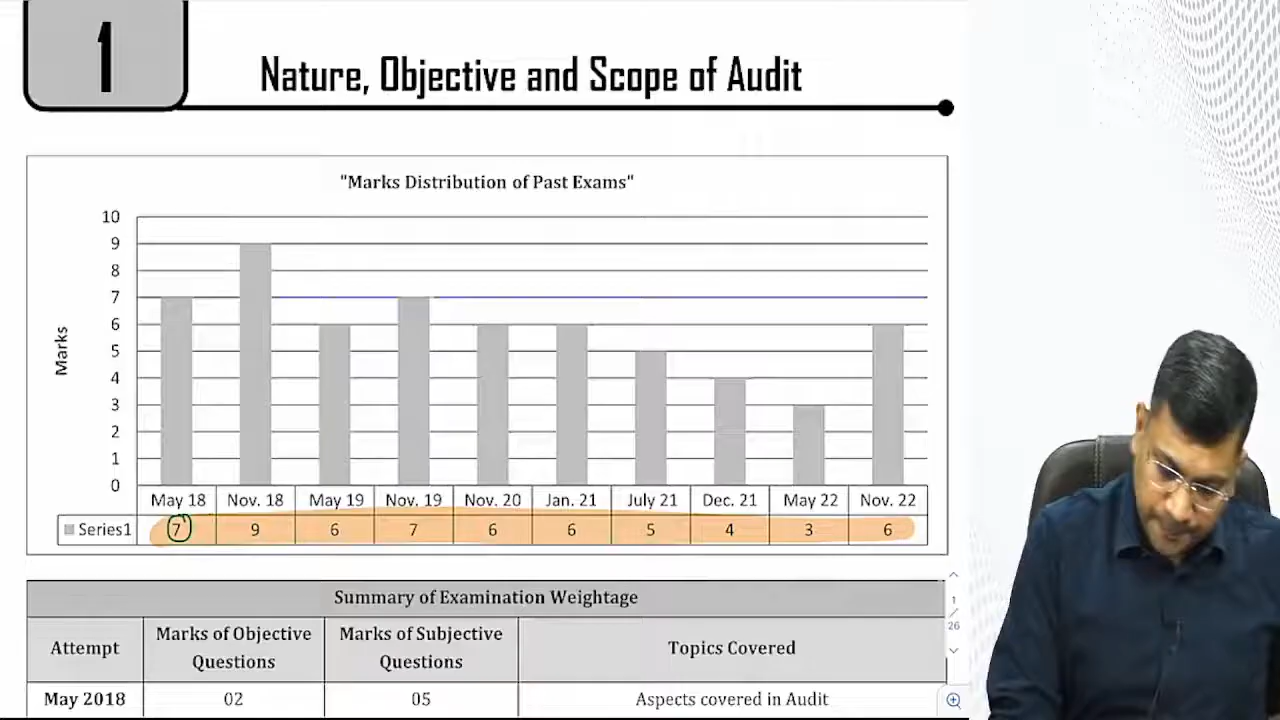 1
Nature, Objective and Scope of Audit
"Marks Distribution of Past Exams"
Marks
10
9
8
7
6
5
4
3
2
1
0
May 18 Nov. 18 May 19 Nov. 19 Nov. 20 Jan. 21 July 21 Dec. 21 May 22 Nov. 22
Series1 7 9 6 7 6 6 5 4 3 6
Summary of Examination Weightage
Attempt Marks of Objective Questions Marks of Subjective Questions Topics Covered
May 2018 02 05 Aspects covered in Audit
1
/
26